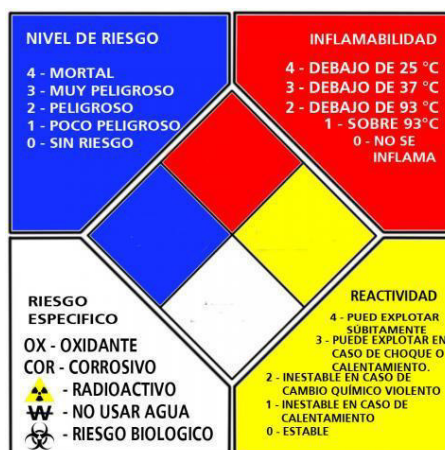 NIVEL DE RIESGO
4 - MORTAL
3 - MUY PELIGROSO
2 - PELIGROSO
1 - POCO PELIGROSO
0 - SIN RIESGO
INFLAMABILIDAD
4 - DEBAJO DE 25 °C
3 - DEBAJO DE 37 °C
2 - DEBAJO DE 93 °C
1 - SOBRE 93°C
0 - NO SE
INFLAMA
RIESGO
ESPECIFICO
OX - OXIDANTE
COR - CORROSIVO
- RADIOACTIVO
W - NO USAR AGUA
- RIESGO BIOLOGICO
REACTIVIDAD
4 - PUED EXPLOTAR
SÚBITAMENTE
3 - PUEDE EXPLOTAR EN
CASO DE CHOQUE O
CALENTAMIENTO.
2 - INESTABLE EN CASO DE
CAMBIO QUÍMICO VIOLENTO
1 - INESTABLE EN CASO DE
CALENTAMIENTO
0 - ESTABLE